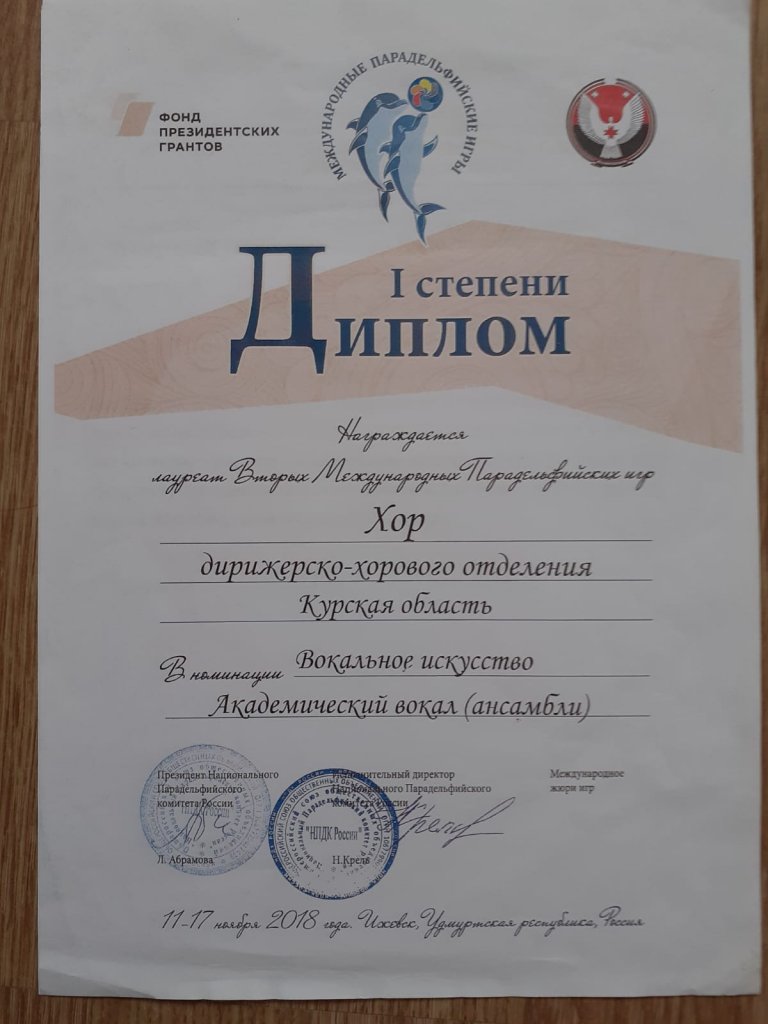 ФОНД
ПРЕЗИДЕНТСКИХ
ГРАНТОВ
МЕЖДУНАРОДНЫЕ ПАРАДЕЛЬФИЙСКИЕ ИГРЫ
I степени
Диплом
Награждается
лауреат Вторых Международных Парадельфийских игр
Хор
дирижерско-хорового отделения
Курская область
В номинации Вокальное искусство
Академический вокал (ансамбли)
Президент Национального
Парадельфийского
комитета России
Л. Абрамова
Исполнительный директор
Национального Парадельфийского
комитета России
"НПДК России"
Н.Крель
Международное
жюри игр
11-17 ноября 2018 года. Ижевск, Удмуртская республика, Россия